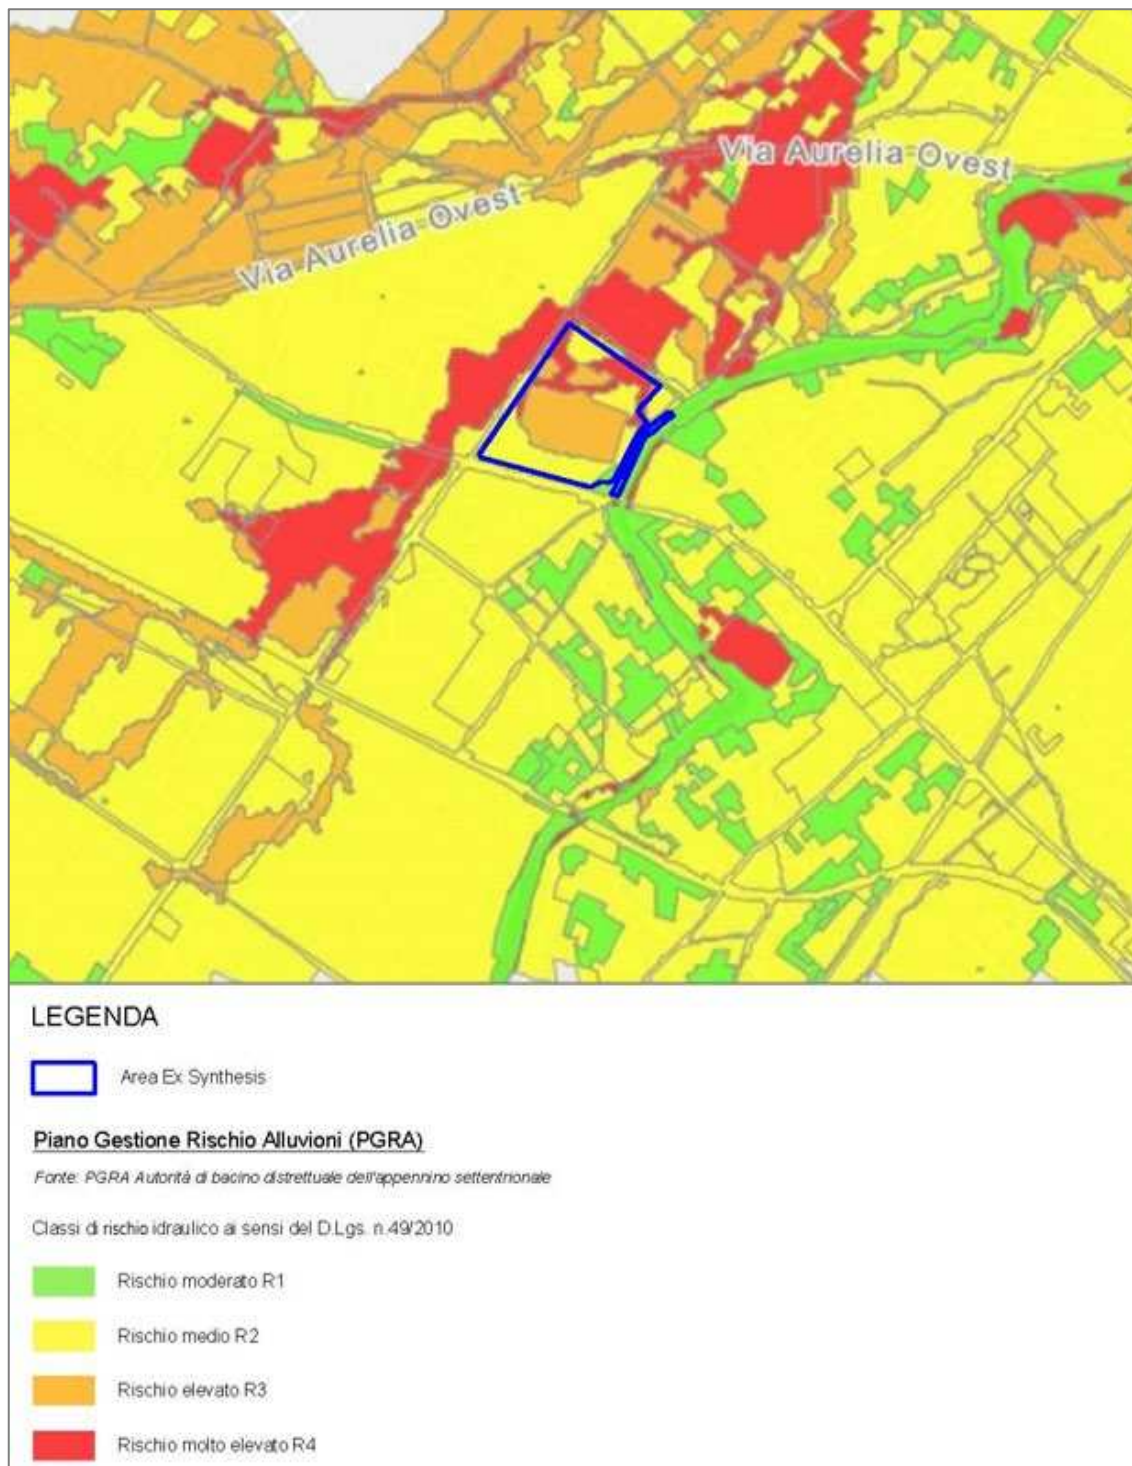 Via Aurelia Ovest
Via Aurelia Ovest
LEGENDA
Area Ex Synthesis
Piano Gestione Rischio Alluvioni (PGRA)
Fonte: PGRA Autorità di bacino distrettuale dell'appennino settentrionale
Classi di rischio idraulico ai sensi del D.Lgs. n.49/2010
Rischio moderato R1
Rischio medio R2
Rischio elevato R3
Rischio molto elevato R4